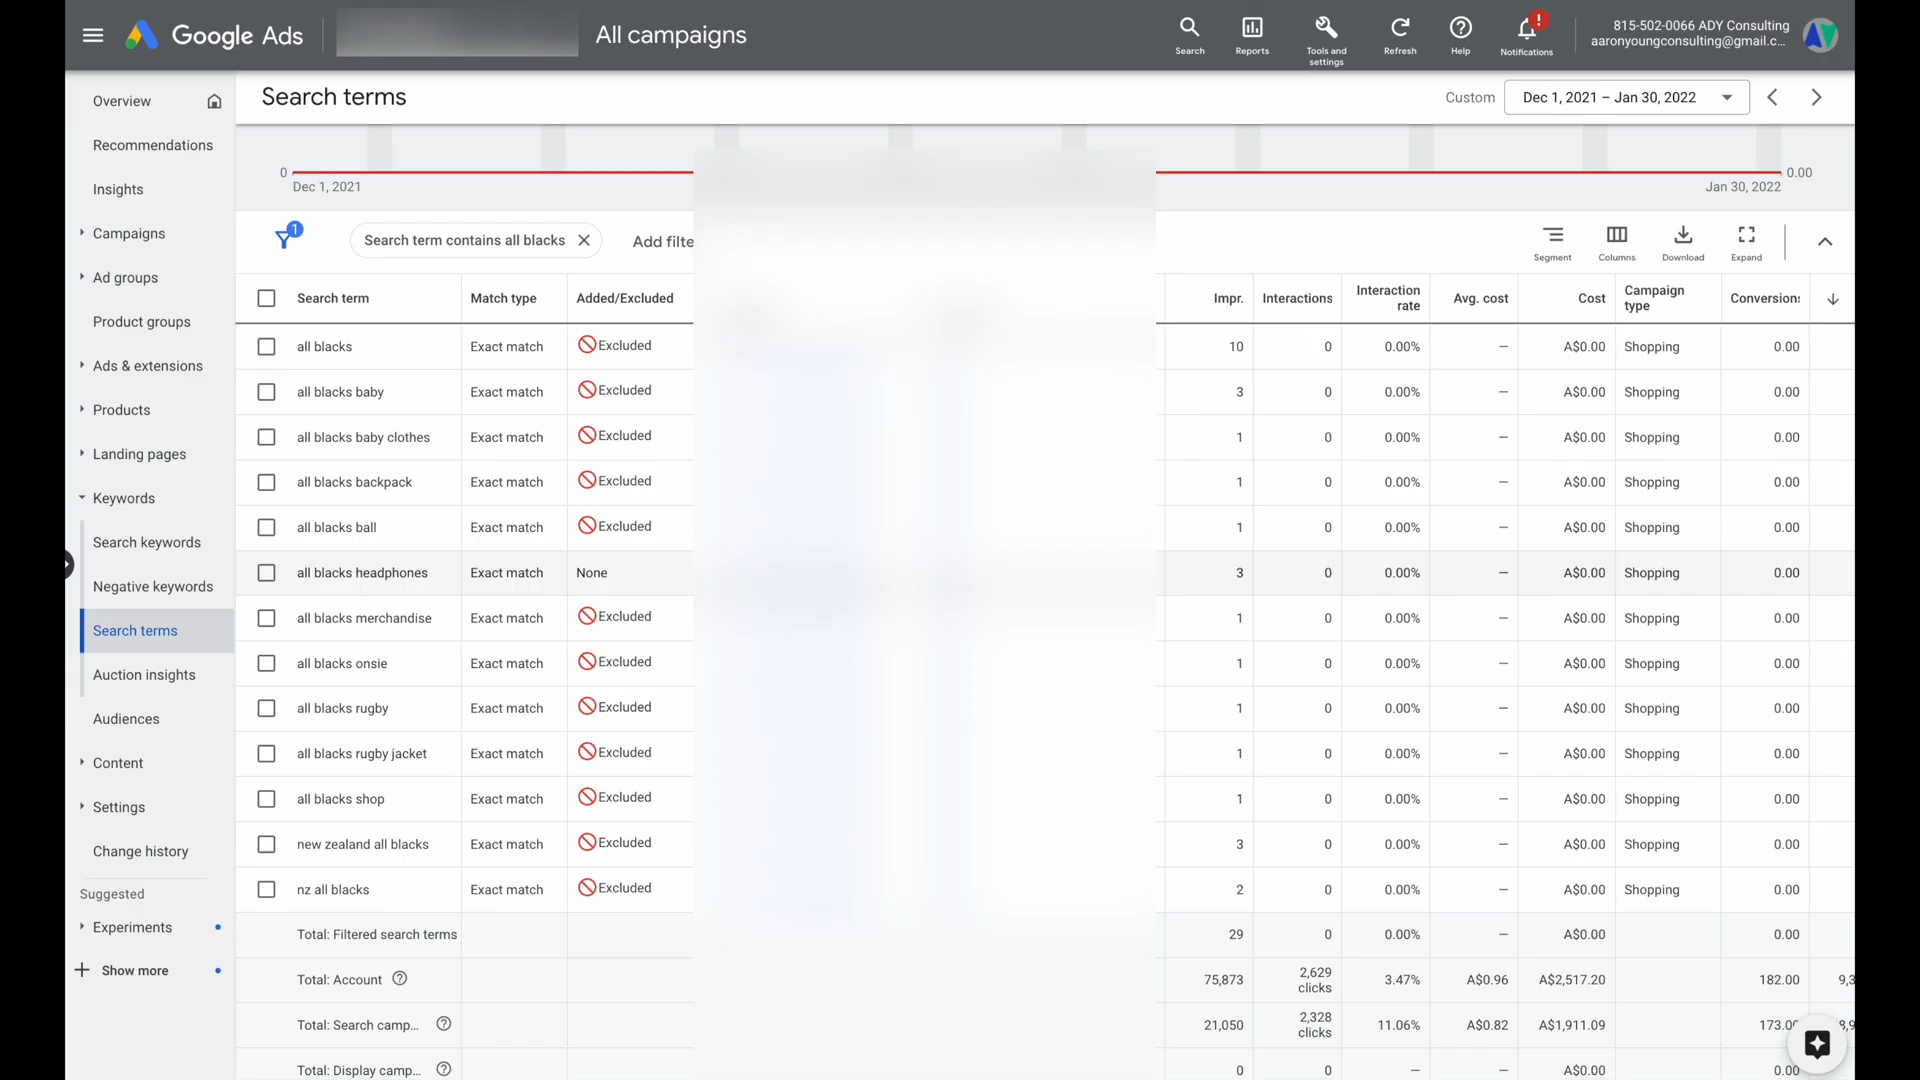 Google Ads
All campaigns
Search
Reports
Tools and settings
Refresh
Help
!
Notifications
815-502-0066 ADY Consulting
aaronyoungconsulting@gmail.c...
Overview
Recommendations
Insights
Campaigns
Ad groups
Product groups
Ads & extensions
Products
Landing pages
Keywords
Search keywords
Negative keywords
Search terms
Auction insights
Audiences
Content
Settings
Change history
Suggested
Experiments
Show more
Search terms
Custom
Dec 1, 2021 – Jan 30, 2022
0
0.00
Dec 1, 2021
Jan 30, 2022
1
Search term contains all blacks
Add filte
Segment
Columns
Download
Expand
Search term Match type Added/Excluded Impr. Interactions Interaction rate Avg. cost Cost Campaign type Conversions
all blacks Exact match Excluded 10 0 0.00% — A$0.00 Shopping 0.00
all blacks baby Exact match Excluded 3 0 0.00% — A$0.00 Shopping 0.00
all blacks baby clothes Exact match Excluded 1 0 0.00% — A$0.00 Shopping 0.00
all blacks backpack Exact match Excluded 1 0 0.00% — A$0.00 Shopping 0.00
all blacks ball Exact match Excluded 1 0 0.00% — A$0.00 Shopping 0.00
all blacks headphones Exact match None 3 0 0.00% — A$0.00 Shopping 0.00
all blacks merchandise Exact match Excluded 1 0 0.00% — A$0.00 Shopping 0.00
all blacks onsie Exact match Excluded 1 0 0.00% — A$0.00 Shopping 0.00
all blacks rugby Exact match Excluded 1 0 0.00% — A$0.00 Shopping 0.00
all blacks rugby jacket Exact match Excluded 1 0 0.00% — A$0.00 Shopping 0.00
all blacks shop Exact match Excluded 1 0 0.00% — A$0.00 Shopping 0.00
new zealand all blacks Exact match Excluded 3 0 0.00% — A$0.00 Shopping 0.00
nz all blacks Exact match Excluded 2 0 0.00% — A$0.00 Shopping 0.00
Total: Filtered search terms 29 0 0.00% — A$0.00 0.00
Total: Account 75,873 2,629 clicks 3.47% A$0.96 A$2,517.20 182.00 9,3
Total: Search camp... 21,050 2,328 clicks 11.06% A$0.82 A$1,911.09 173.00
Total: Display camp... 0 0 — — A$0.00 0.00